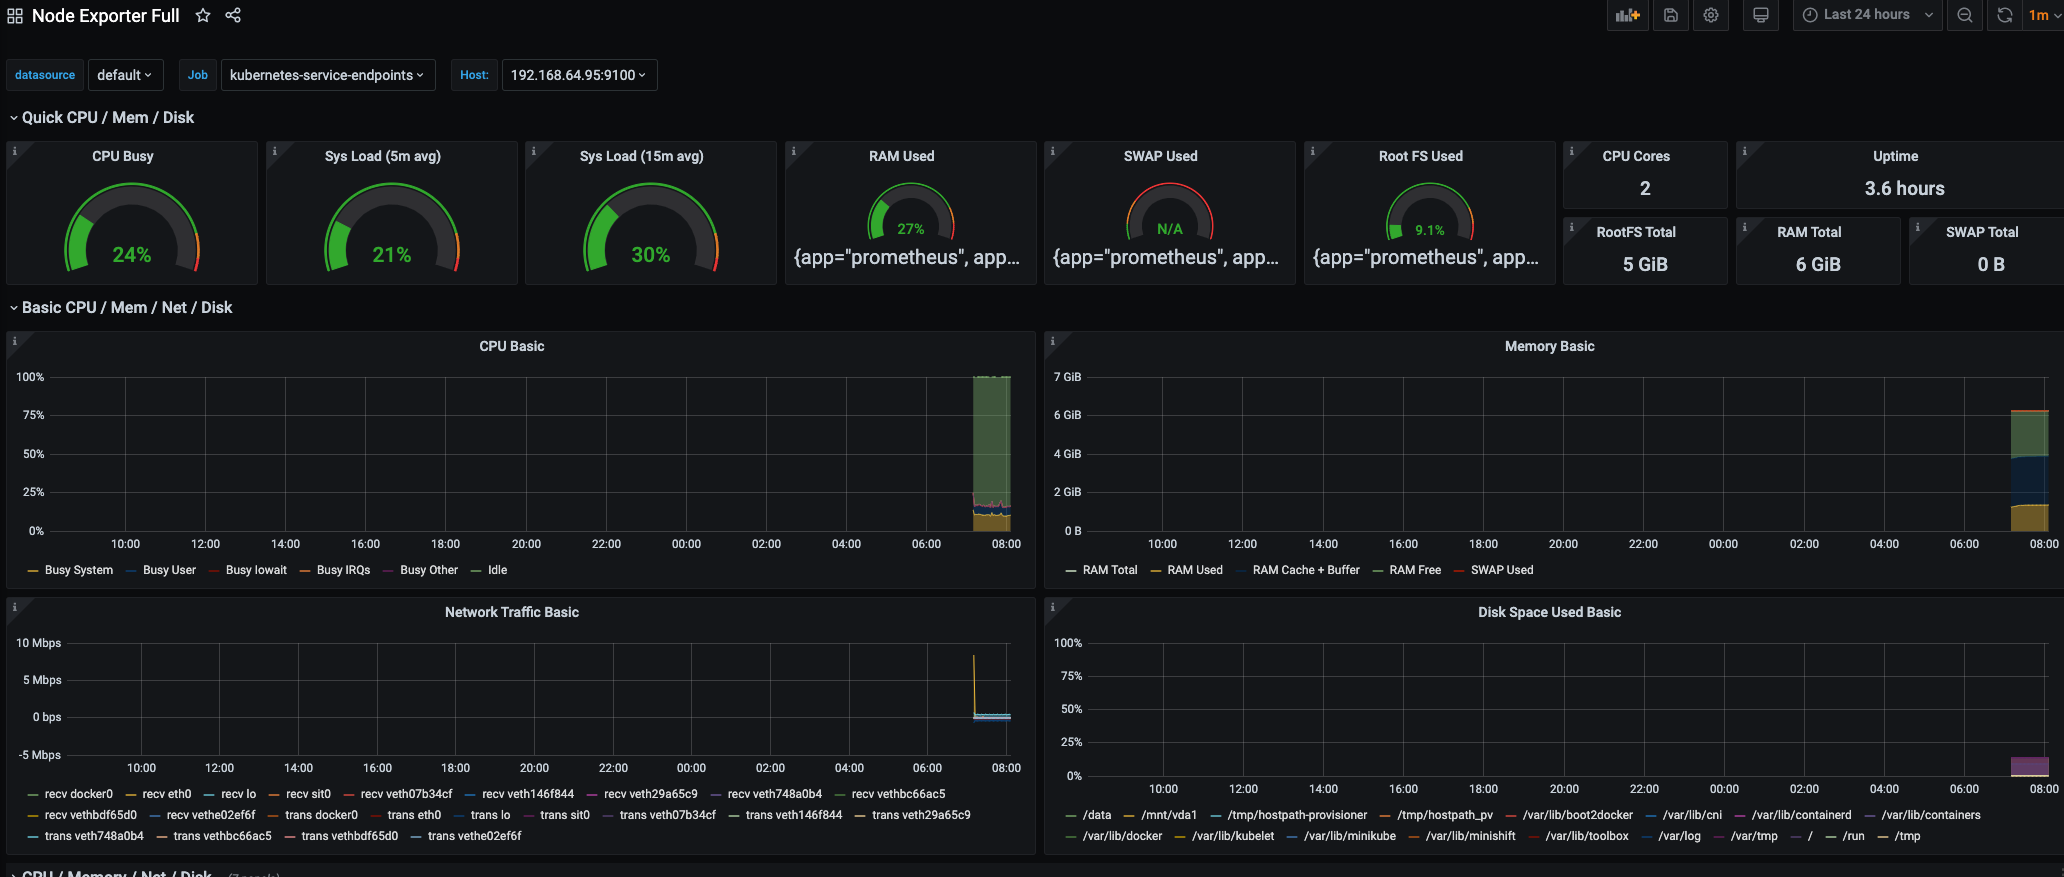 Node Exporter Full
Last 24 hours
1m
datasource default Job kubernetes-service-endpoints Host: 192.168.64.95:9100
Quick CPU / Mem / Disk
CPU Busy
24%
Sys Load (5m avg)
21%
Sys Load (15m avg)
30%
RAM Used
27%
{app="prometheus", app...
SWAP Used
N/A
{app="prometheus", app...
Root FS Used
9.1%
{app="prometheus", app...
CPU Cores
2
Uptime
3.6 hours
RootFS Total
5 GiB
RAM Total
6 GiB
SWAP Total
0 B
Basic CPU / Mem / Net / Disk
CPU Basic
100%
75%
50%
25%
0%
10:00 12:00 14:00 16:00 18:00 20:00 22:00 00:00 02:00 04:00 06:00 08:00
Busy System Busy User Busy Iowait Busy IRQs Busy Other Idle
Memory Basic
7 GiB
6 GiB
4 GiB
2 GiB
0 B
10:00 12:00 14:00 16:00 18:00 20:00 22:00 00:00 02:00 04:00 06:00 08:00
RAM Total RAM Used RAM Cache + Buffer RAM Free SWAP Used
Network Traffic Basic
10 Mbps
5 Mbps
0 bps
-5 Mbps
10:00 12:00 14:00 16:00 18:00 20:00 22:00 00:00 02:00 04:00 06:00 08:00
recv docker0 recv eth0 recv lo recv sit0 recv veth07b34cf recv veth146f844 recv veth29a65c9 recv veth748a0b4 recv vethbc66ac5
recv vethbdf65d0 recv vethe02ef6f trans docker0 trans eth0 trans lo trans sit0 trans veth07b34cf trans veth146f844 trans veth29a65c9
trans veth748a0b4 trans vethbc66ac5 trans vethbdf65d0 trans vethe02ef6f
Disk Space Used Basic
100%
75%
50%
25%
0%
10:00 12:00 14:00 16:00 18:00 20:00 22:00 00:00 02:00 04:00 06:00 08:00
/data /mnt/vda1 /tmp/hostpath-provisioner /tmp/hostpath_pv /var/lib/boot2docker /var/lib/cni /var/lib/containerd /var/lib/containers
/var/lib/docker /var/lib/kubelet /var/lib/minikube /var/lib/minishift /var/lib/toolbox /var/log /var/tmp / /run /tmp
CPU / Memory / Net / Disk